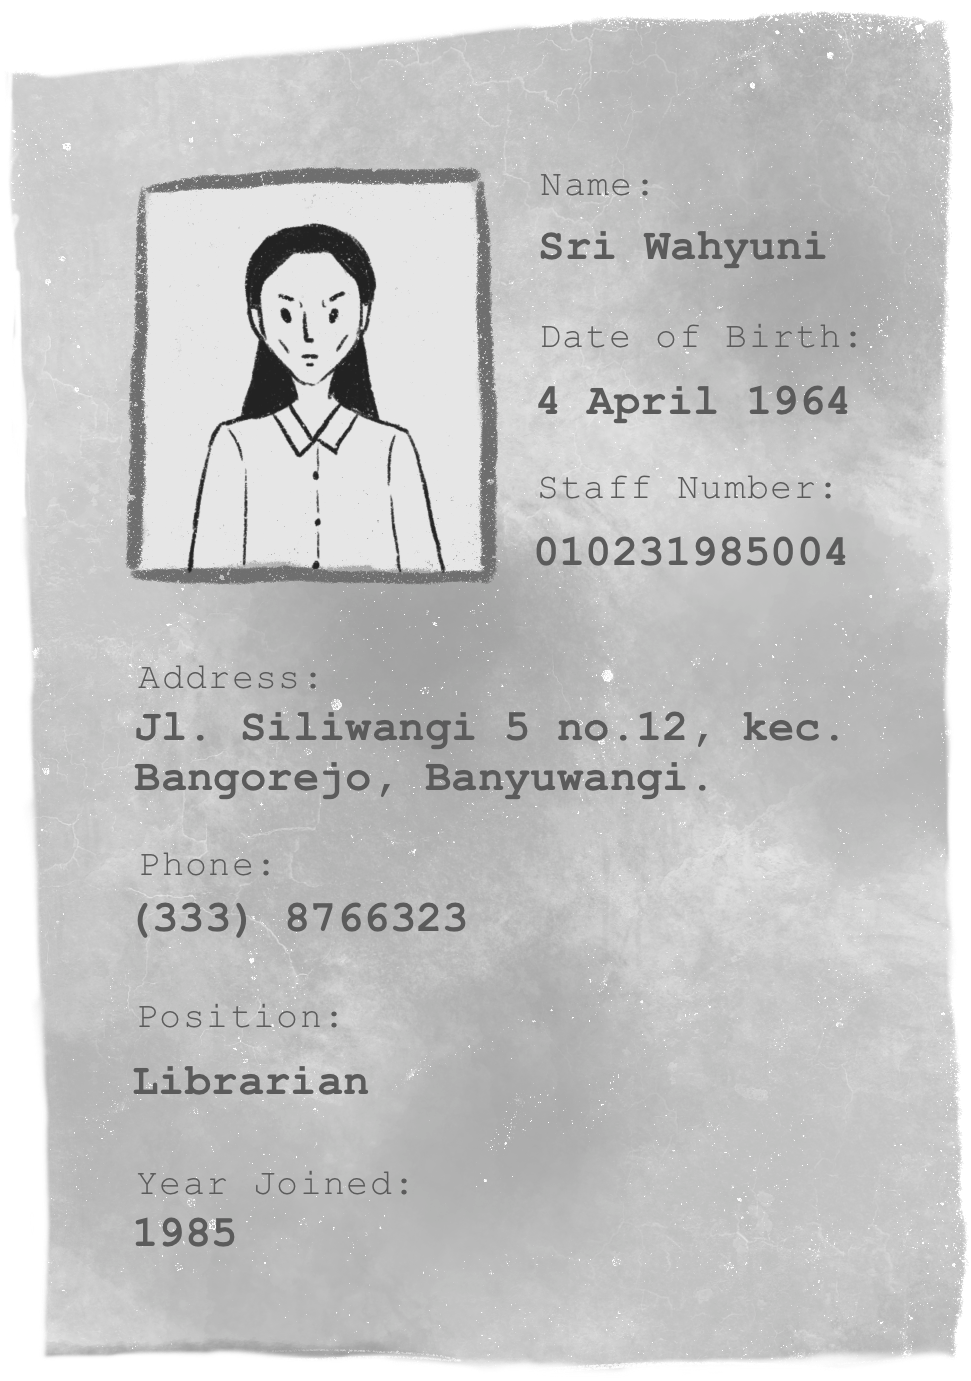 Name:
Sri Wahyuni
Date of Birth:
4 April 1964
Staff Number:
010231985004
Address:
Jl. Siliwangi 5 no.12, kec.
Bangorejo, Banyuwangi.
Phone:
(333) 8766323
Position:
Librarian
Year Joined:
1985